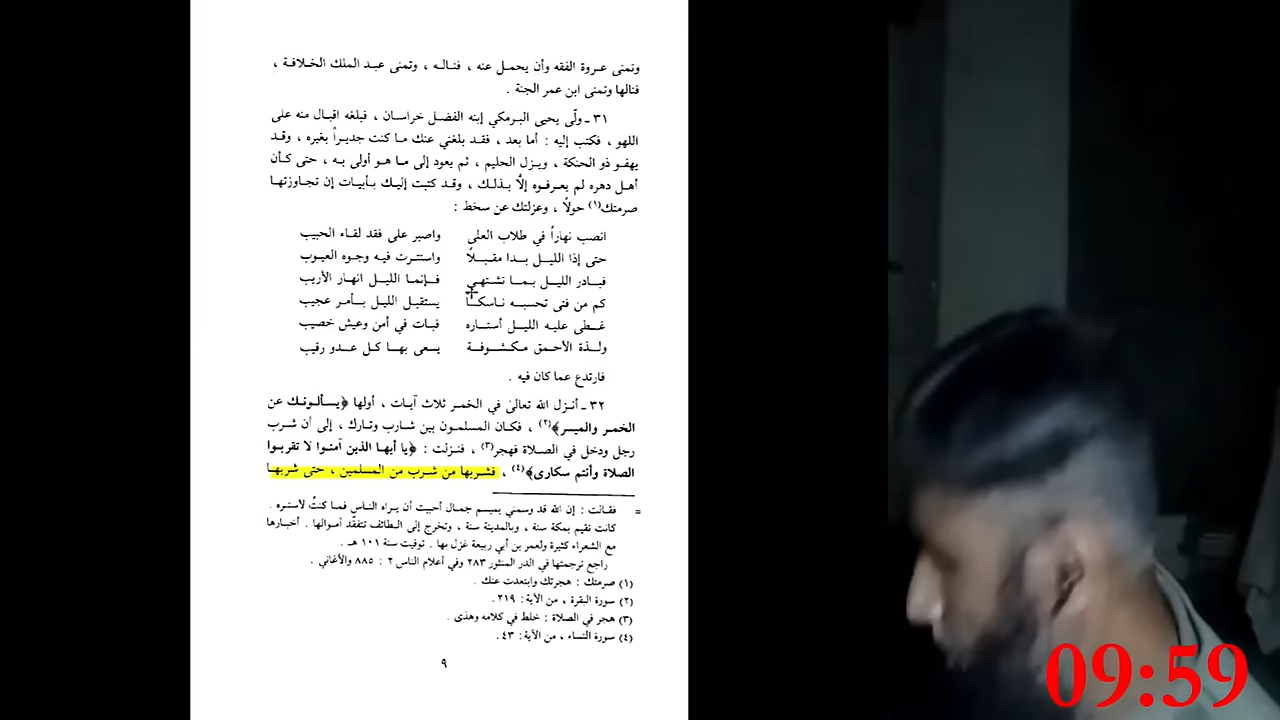 وتمنى عروة الفقه وأن يحمل عنه ، فناله ، وتمنى عبد الملك الخلافة ،
فنالها وتمنى ابن عمر الجنة .
٣١ ـ ولّى يحيى البرمكي إبنه الفضل خراسان ، فبلغه اقبال منه على
اللهو ، فكتب إليه : أما بعد ، فقد بلغني عنك ما كنت جديراً بغيره ، وقد
يهفو ذو الحنكة ، ويزل الحليم ، ثم يعود إلى ما هو أولى به ، حتى كأن
أهل دهره لم يعرفوه إلّا بذلك ، وقد كتبت إليك بأبيات إن تجاوزتها
صرمتك(١) حولًا ، وعزلتك عن سخط :
انصب نهاراً في طلاب العلى واصبر على فقد لقاء الحبيب
حتى إذا الليل بدا مقبلًا واستترت فيه وجوه العيوب
فبادر الليل بما تشتهي فإنما الليل انهار الأريب
كم من فتى تحسبه ناسكاً يستقبل الليل بأمر عجيب
غطى عليه الليل أستاره فبات في أمن وعيش خصيب
ولذة الأحمق مكشوفة يسعى بها كل عدو رقيب
فارتدع عما كان فيه .
٣٢ ـ أنزل الله تعالى في الخمر ثلاث آيات ، أولها ﴿يسألونك عن
الخمر والميسر﴾(٢) ، فكان المسلمون بين شارب وتارك ، إلى أن شرب
رجل ودخل في الصلاة فهجر(٣) ، فنزلت : ﴿يا أيها الذين آمنوا لا تقربوا
الصلاة وأنتم سكارى﴾(٤) ، فشربها من شرب من المسلمين ، حتى شربها
= فقالت : إن الله قد وسمني بميسم جمال أحببت أن يراه الناس فما كنتُ لأستره .
كانت تقيم بمكة سنة ، وبالمدينة سنة ، وتخرج إلى الطائف تتفقّد أموالها . أخبارها
مع الشعراء كثيرة ولعمر بن أبي ربيعة غزل بها . توفيت سنة ١٠١ هـ .
راجع ترجمتها في الدر المنثور ٢٨٣ وفي أعلام الناس ٢ : ٨٨٥ والأغاني .
(١) صرمتك : هجرتك وابتعدت عنك .
(٢) سورة البقرة ، من الآية : ٢١٩ .
(٣) هجر في الصلاة : خلط في كلامه وهذى .
(٤) سورة النساء ، من الآية : ٤٣ .
٩
09:59